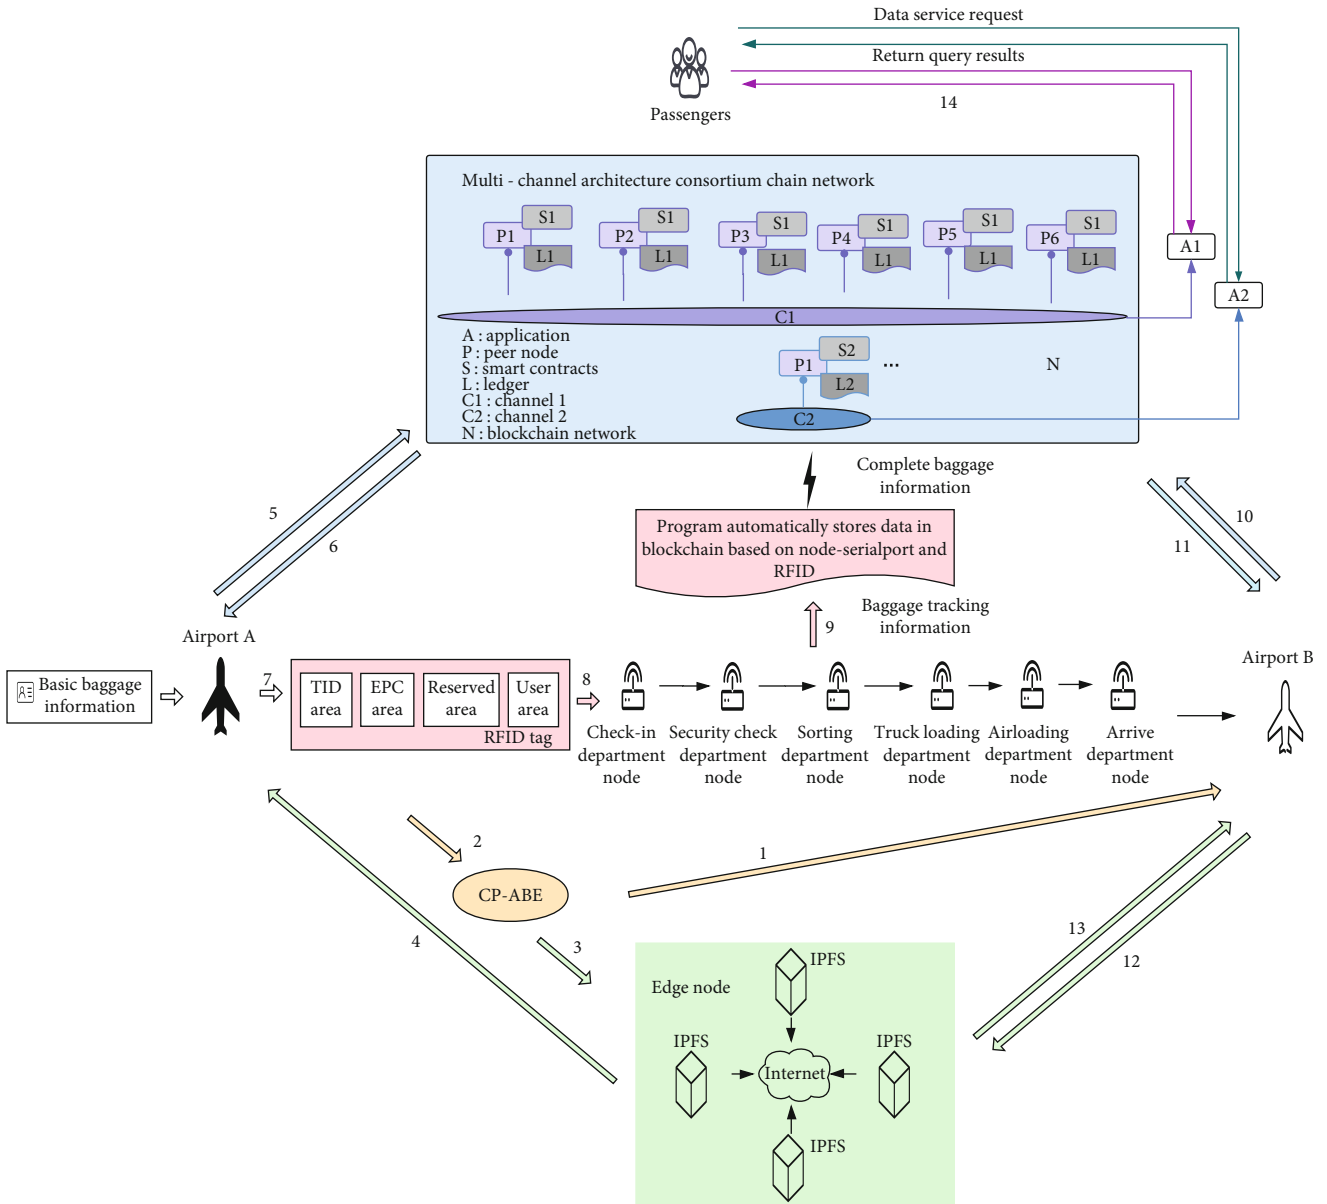 Data service request
Return query results
14
Passengers
Multi - channel architecture consortium chain network
P1 S1 L1
P2 S1 L1
P3 S1 L1
P4 S1 L1
P5 S1 L1
P6 S1 L1
A1
A2
C1
A : application
P : peer node
S : smart contracts
L : ledger
C1 : channel 1
C2 : channel 2
N : blockchain network
P1 S2 L2
...
N
C2
5
6
Complete baggage
information
10
11
Program automatically stores data in
blockchain based on node-serialport and
RFID
Baggage tracking
information
9
Airport A
Airport B
Basic baggage
information
7
TID
area
EPC
area
Reserved
area
User
area
RFID tag
8
Check-in
department
node
Security check
department
node
Sorting
department
node
Truck loading
department
node
Airloading
department
node
Arrive
department
node
2
1
CP-ABE
3
4
13
12
Edge node
IPFS
IPFS
IPFS
Internet
IPFS